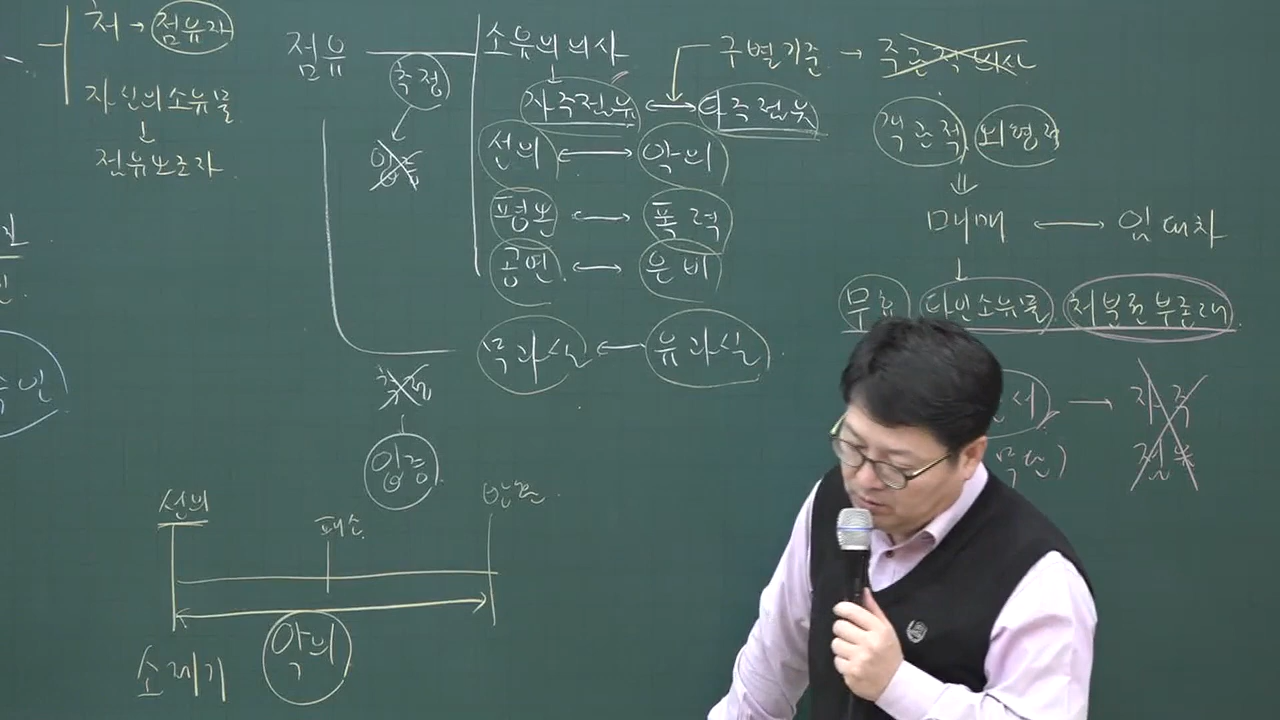 처 → 점유자
자신의 소유물
↓
점유보조자
점유
추정
소유의 의사
자주점유 ↔ 타주점유
선의 ↔ 악의
평온 ↔ 폭력
공연 ↔ 은비
무과실 ↔ 유과실
입증
구별기준 → 주관적 의사
객관적 외형적
⇓
매매 ↔ 임대차
↓
무효 타인소유물 처분권 부존재
→ 자주
점유
선의
패소
악의
소제기